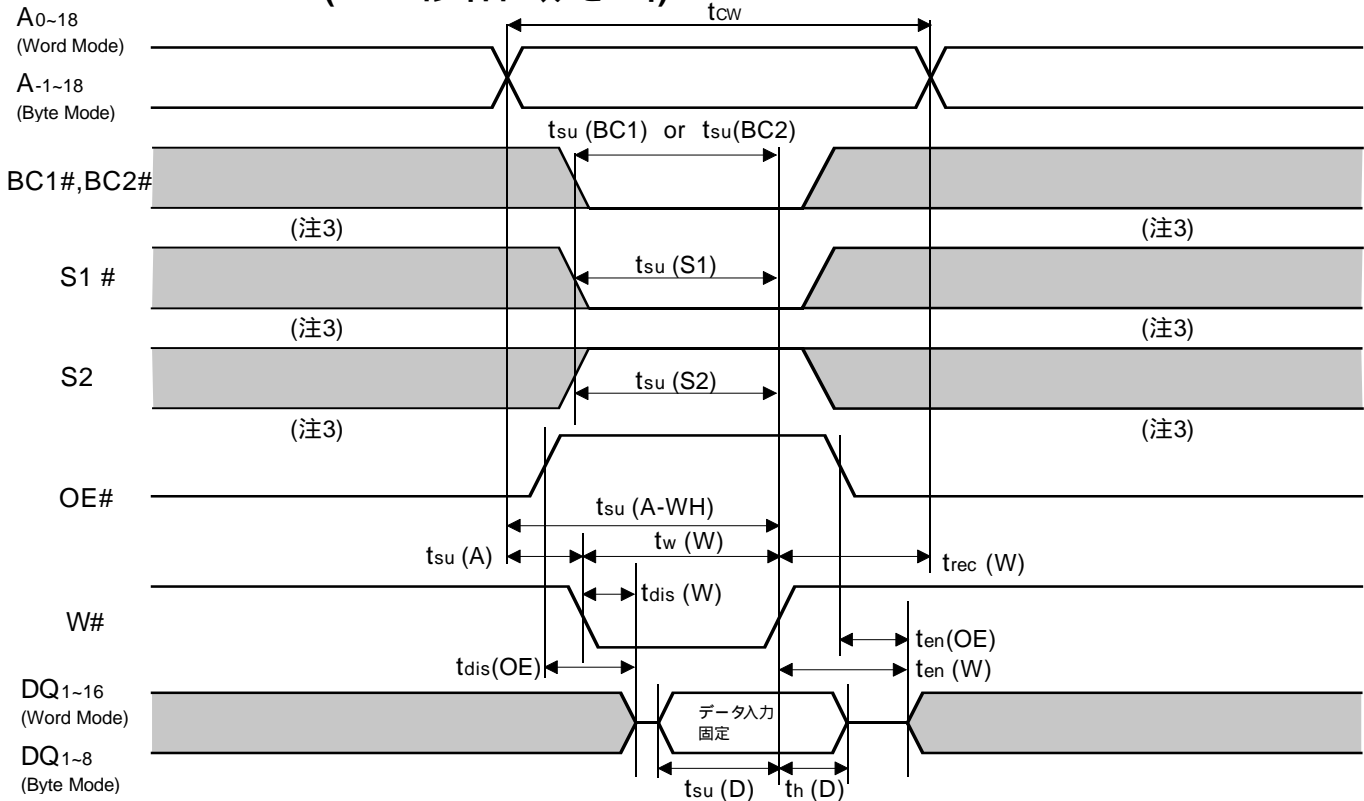 tCW
A0~18
(Word Mode)
A-1~18
(Byte Mode)
tsu (BC1) or tsu(BC2)
BC1#,BC2#
(注3) (注3)
S1 #
tsu (S1)
(注3) (注3)
S2
tsu (S2)
(注3) (注3)
OE#
tsu (A-WH)
tsu (A)
tw (W)
trec (W)
W#
tdis (W)
tdis(OE)
ten(OE)
ten (W)
DQ1~16
(Word Mode)
データ入力
固定
DQ1~8
(Byte Mode)
tsu (D) th (D)